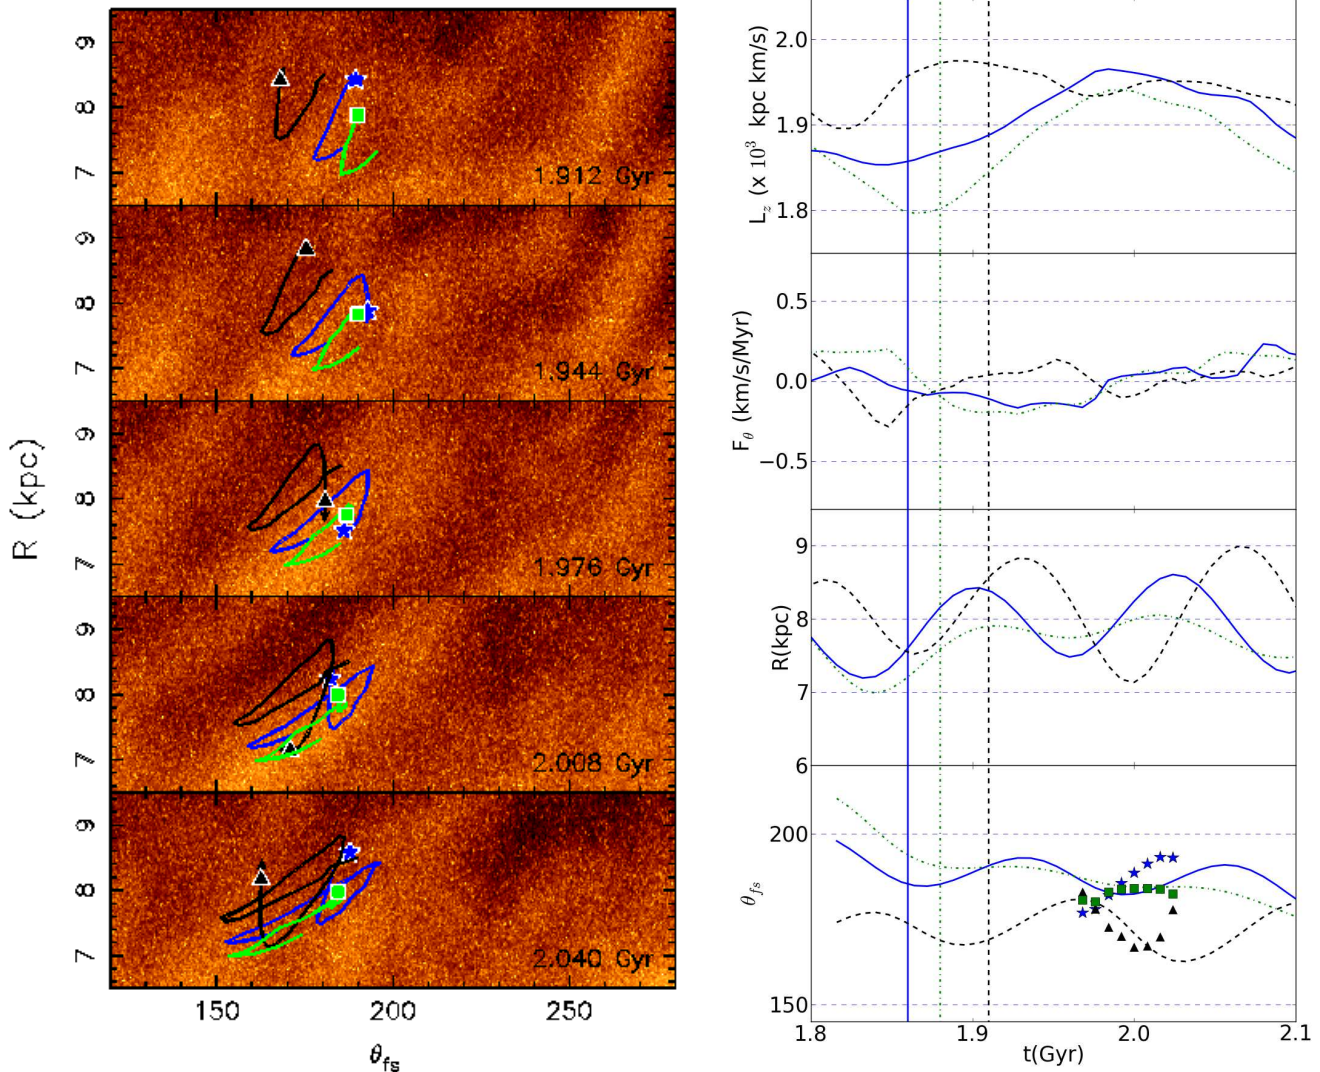 R (kpc)
9
8
7
1.912 Gyr
9
8
7
1.944 Gyr
9
8
7
1.976 Gyr
9
8
7
2.008 Gyr
9
8
7
2.040 Gyr
150
200
250
θfs
Lz (x 10³ kpc km/s)
2.0
1.9
1.8
Fθ (km/s/Myr)
0.5
0.0
−0.5
R(kpc)
9
8
7
6
θfs
200
150
1.8
1.9
2.0
2.1
t(Gyr)